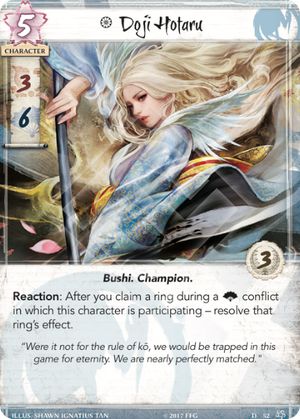 5
Doji Hotaru
CHARACTER
3
6
3
Bushi. Champion.
Reaction: After you claim a ring during a conflict
in which this character is participating – resolve that
ring's effect.
"Were it not for the rule of kō, we would be trapped in this
game for eternity. We are nearly perfectly matched."
ILLUS: SHAWN IGNATIUS TAN
© 2017 FFG
52